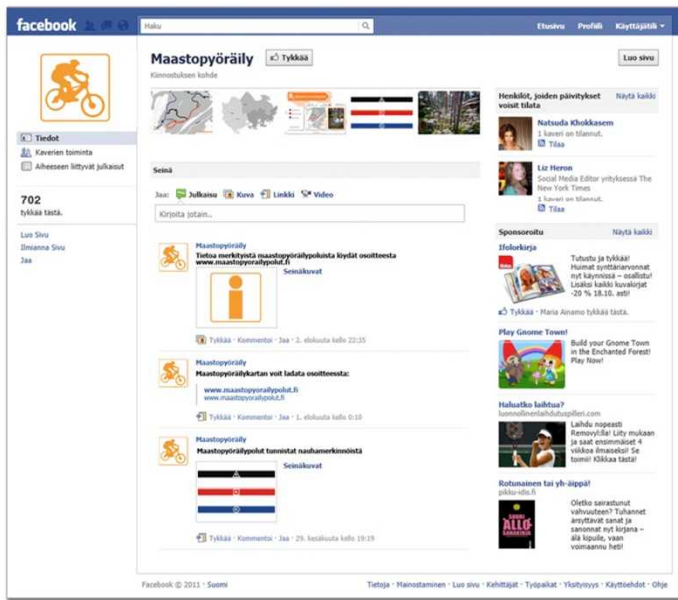 facebook
Haku
Etusivu Profiili Käyttäjätili
Maastopyöräily
Tykkää
Luo sivu
Kiinnostuksen kohde
Tiedot
Kaverien toiminta
Aiheeseen liittyvät julkaisut
702
tykkää tästä.
Luo Sivu
Ilmianna Sivu
Jaa
Seinä
Jaa: Julkaisu Kuva Linkki Video
Kirjoita jotain..
Maastopyöräily
Tietoa merkityistä maastopyöräilypoluista löydät osoitteesta
www.maastopyorailypolut.fi
Seinäkuvat
Tykkää · Kommentoi · Jaa · 2. elokuuta kello 22:35
Maastopyöräily
Maastopyöräilykartan voit ladata osoitteessta:
www.maastopyorailypolut.fi
www.maastopyorailypolut.fi
Tykkää · Kommentoi · Jaa · 1. elokuuta kello 0:10
Maastopyöräily
Maastopyöräilypolut tunnistat nauhamerkinnöistä
Seinäkuvat
Tykkää · Kommentoi · Jaa · 29. kesäkuuta kello 19:19
Henkilöt, joiden päivitykset
voisit tilata
Näytä kaikki
Natsuda Khokkasem
1 kaveri on tilannut.
Tilaa
Liz Heron
Social Media Editor yrityksessä The
New York Times
1 kaveri on tilannut.
Tilaa
Sponsoroitu
Näytä kaikki
Ifolorkirja
Tutustu ja tykkää!
Huimat synttäriarvonnat
nyt käynnissä – osallistu!
Lisäksi kaikki kuvakirjat
-20 % 18.10. asti!
Tykkää · Maria Ainamo tykkää tästä.
Play Gnome Town!
Build your Gnome Town
in the Enchanted Forest!
Play Now!
Haluatko laihtua?
luonnollinenlaihdutuspilleri.com
Laihdu nopeasti
Removyl:lla! Liity mukaan
ja saat ensimmäiset 4
viikkoa ilmaiseksi! Se
toimii! Klikkaa tästä!
Rotunainen tai yh-äippä!
pikku-idis.fi
Oletko sairastunut
vahvuuteen? Tuhannet
ärsyttävät sanat ja
sanonnat nyt kirjana –
älä kipuile, vaan
voimaannu heti!
Facebook © 2011 · Suomi
Tietoja · Mainostaminen · Luo sivu · Kehittäjät · Työpaikat · Yksityisyys · Käyttöehdot · Ohje